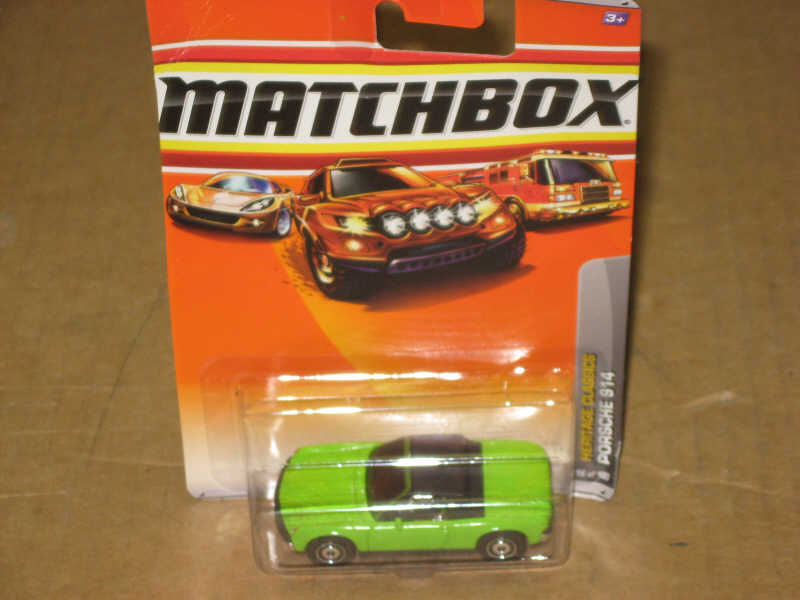 3+
MATCHBOX
HERITAGE CLASSICS
PORSCHE 914